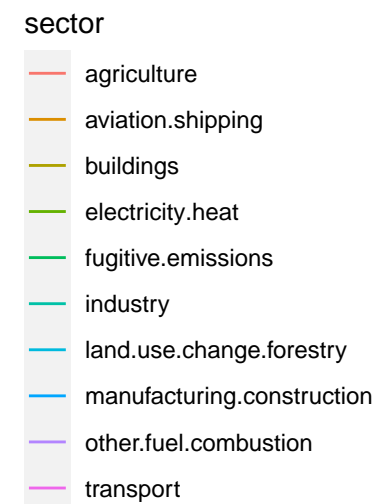 sector
agriculture
aviation.shipping
buildings
electricity.heat
fugitive.emissions
industry
land.use.change.forestry
manufacturing.construction
other.fuel.combustion
transport